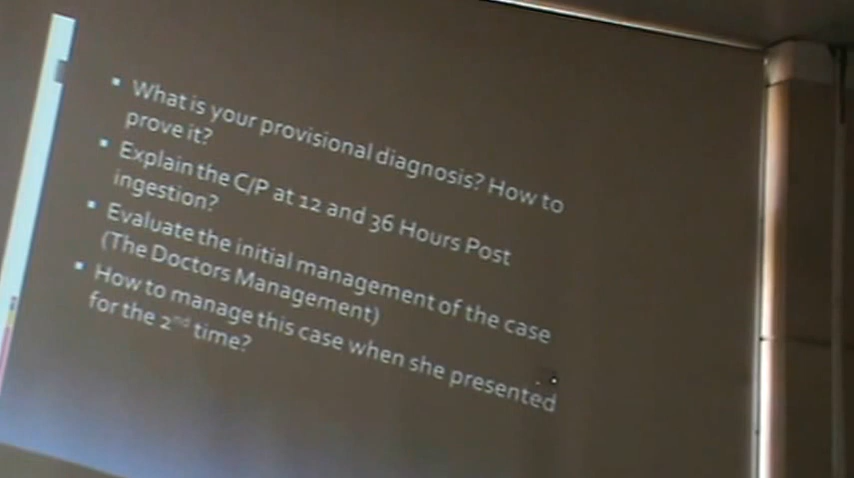 What is your provisional diagnosis? How to
prove it?
Explain the C/P at 12 and 36 Hours Post
ingestion?
Evaluate the initial management of the case
(The Doctors Management)
How to manage this case when she presented
for the 2nd time?